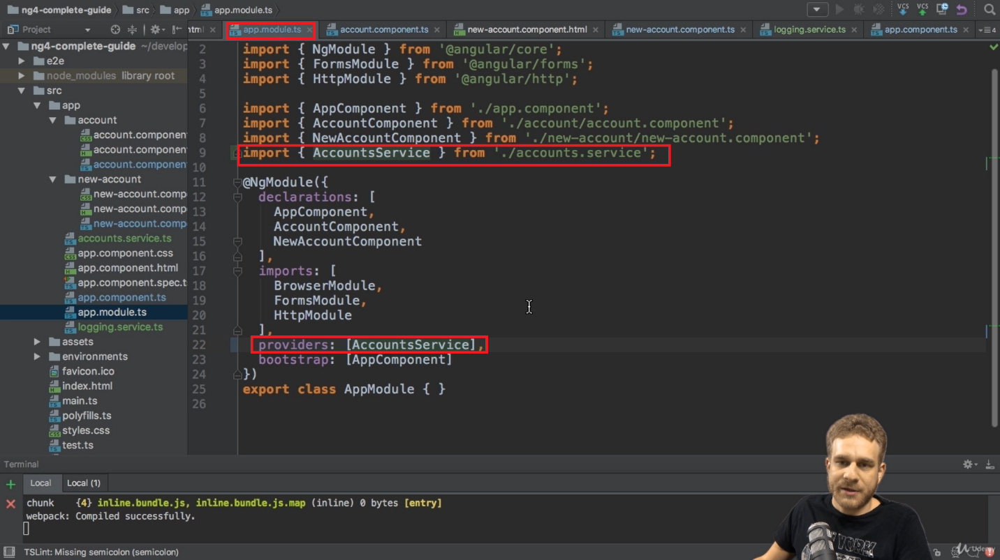 ng4-complete-guide src app app.module.ts
VCS VCS
Project
html app.module.ts account.component.ts new-account.component.html new-account.component.ts logging.service.ts app.component.ts 4
ng4-complete-guide ~/develop
e2e
node_modules library root
src
app
account
account.component
account.component
account.component
new-account
new-account.comp
new-account.comp
new-account.comp
accounts.service.ts
app.component.css
app.component.html
app.component.spec.t
app.component.ts
app.module.ts
logging.service.ts
assets
environments
favicon.ico
index.html
main.ts
polyfills.ts
styles.css
test.ts
2 import { NgModule } from '@angular/core';
3 import { FormsModule } from '@angular/forms';
4 import { HttpModule } from '@angular/http';
5
6 import { AppComponent } from './app.component';
7 import { AccountComponent } from './account/account.component';
8 import { NewAccountComponent } from './new-account/new-account.component';
9 import { AccountsService } from './accounts.service';
10
11 @NgModule({
12 declarations: [
13 AppComponent,
14 AccountComponent,
15 NewAccountComponent
16 ],
17 imports: [
18 BrowserModule,
19 FormsModule,
20 HttpModule
21 ],
22 providers: [AccountsService],
23 bootstrap: [AppComponent]
24 })
25 export class AppModule { }
26
Terminal
Local Local (1)
chunk {4} inline.bundle.js, inline.bundle.js.map (inline) 0 bytes [entry]
webpack: Compiled successfully.
TSLint: Missing semicolon (semicolon)
YORK
Udemy